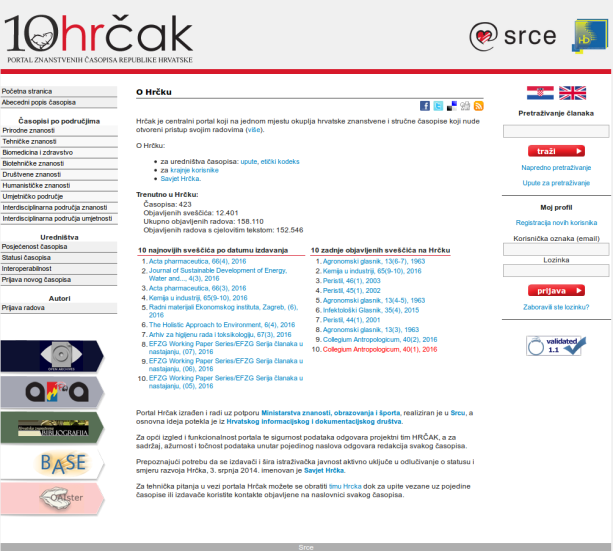 10hrčak
PORTAL ZNANSTVENIH ČASOPISA REPUBLIKE HRVATSKE
srce
Početna stranica
Abecedni popis časopisa
Časopisi po područjima
Prirodne znanosti
Tehničke znanosti
Biomedicina i zdravstvo
Biotehničke znanosti
Društvene znanosti
Humanističke znanosti
Umjetničko područje
Interdisciplinarna područja znanosti
Interdisciplinarna područja umjetnosti
Uredništva
Posjećenost časopisa
Statusi časopisa
Interoperabilnost
Prijava novog časopisa
Autori
Prijava radova
BIBLIOGRAFIJA
BASE
OAIster
O Hrčku
Hrčak je centralni portal koji na jednom mjestu okuplja hrvatske znanstvene i stručne časopise koji nude
otvoreni pristup svojim radovima (više).
O Hrčku:
• za uredništva časopisa: upute, etički kodeks
• za krajnje korisnike
• Savjet Hrčka.
Trenutno u Hrčku:
Časopisa: 423
Objavljenih sveščića: 12.401
Ukupno objavljenih radova: 158.110
Objavljenih radova s cjelovitim tekstom: 152.546
10 najnovijih sveščića po datumu izdavanja
1. Acta pharmaceutica, 66(4), 2016
2. Journal of Sustainable Development of Energy,
Water and..., 4(3), 2016
3. Acta pharmaceutica, 66(3), 2016
4. Kemija u industriji, 65(9-10), 2016
5. Radni materijali Ekonomskog instituta, Zagreb, (6),
2016
6. The Holistic Approach to Environment, 6(4), 2016
7. Arhiv za higijenu rada i toksikologiju, 67(3), 2016
8. EFZG Working Paper Series/EFZG Serija članaka u
nastajanju, (07), 2016
9. EFZG Working Paper Series/EFZG Serija članaka u
nastajanju, (06), 2016
10. EFZG Working Paper Series/EFZG Serija članaka u
nastajanju, (05), 2016
10 zadnje objavljenih sveščića na Hrčku
1. Agronomski glasnik, 13(6-7), 1963
2. Kemija u industriji, 65(9-10), 2016
3. Peristil, 46(1), 2003
4. Peristil, 45(1), 2002
5. Agronomski glasnik, 13(4-5), 1963
6. Infektološki Glasnik, 35(4), 2015
7. Peristil, 44(1), 2001
8. Agronomski glasnik, 13(3), 1963
9. Collegium Antropologicum, 40(2), 2016
10. Collegium Antropologicum, 40(1), 2016
Portal Hrčak izrađen i radi uz potporu Ministarstva znanosti, obrazovanja i športa, realiziran je u Srcu, a
osnovna ideja potekla je iz Hrvatskog informacijskog i dokumentacijskog društva.
Za opći izgled i funkcionalnost portala te sigurnost podataka odgovara projektni tim HRČAK, a za
sadržaj, ažurnost i točnost podataka unutar pojedinog časopisa redakcija odgovara redakcija svakog časopisa.
Prepoznajući potrebu da se izdavači i šira istraživačka javnost aktivno uključe u odlučivanje o statusu i
smjeru razvoja Hrčka, 3. srpnja 2014. imenovan je Savjet Hrčka.
Za tehnička pitanja u vezi portala Hrčak možete se obratiti timu Hrcka dok za upite vezane uz pojedine
časopise ili izdavače koristite kontakte objavljene na naslovnici svakog časopisa.
Pretraživanje članaka
traži
Napredno pretraživanje
Upute za pretraživanje
Moj profil
Registracija novih korisnika
Korisnička oznaka (email)
Lozinka
prijava
Zaboravili ste lozinku?
validated
1.1
Srce